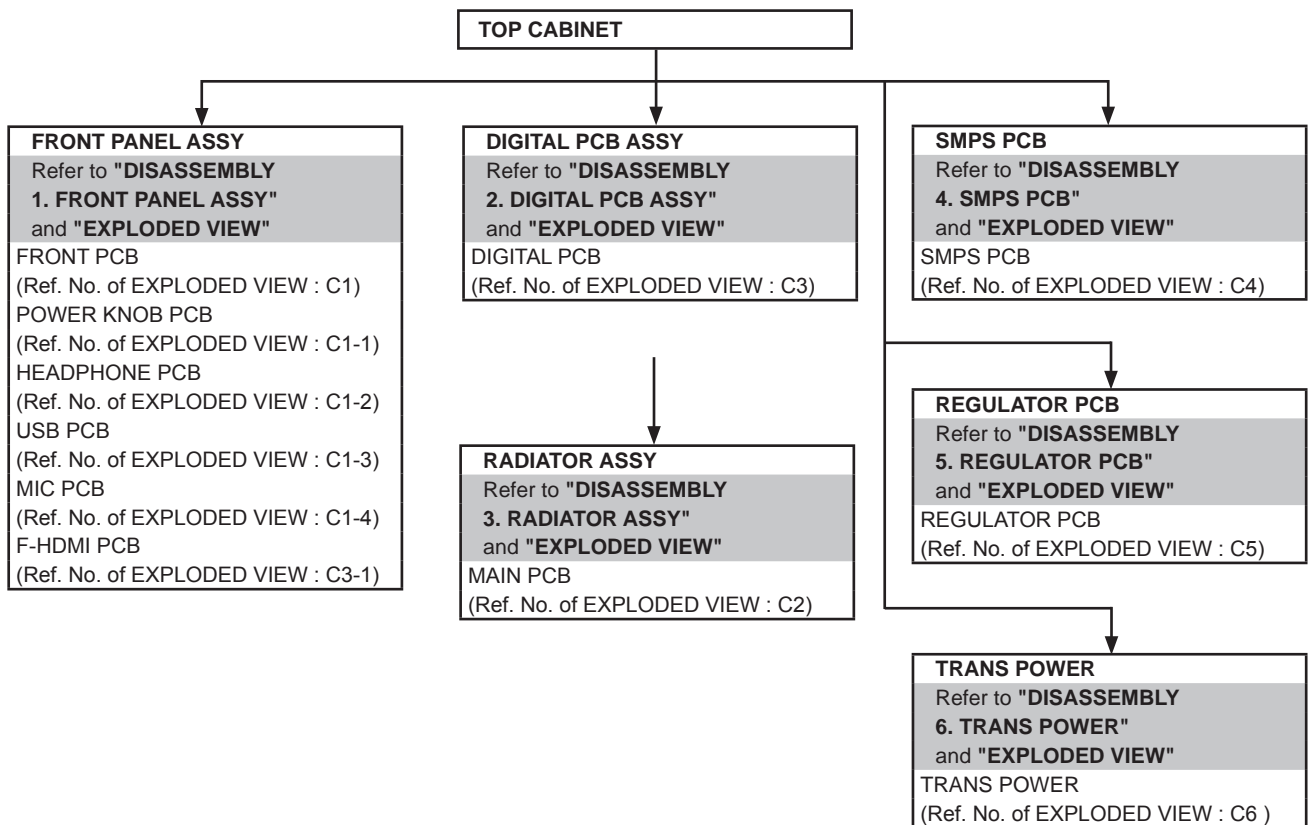 TOP CABINET
FRONT PANEL ASSY
Refer to "DISASSEMBLY
1. FRONT PANEL ASSY"
and "EXPLODED VIEW"
FRONT PCB
(Ref. No. of EXPLODED VIEW : C1)
POWER KNOB PCB
(Ref. No. of EXPLODED VIEW : C1-1)
HEADPHONE PCB
(Ref. No. of EXPLODED VIEW : C1-2)
USB PCB
(Ref. No. of EXPLODED VIEW : C1-3)
MIC PCB
(Ref. No. of EXPLODED VIEW : C1-4)
F-HDMI PCB
(Ref. No. of EXPLODED VIEW : C3-1)
DIGITAL PCB ASSY
Refer to "DISASSEMBLY
2. DIGITAL PCB ASSY"
and "EXPLODED VIEW"
DIGITAL PCB
(Ref. No. of EXPLODED VIEW : C3)
RADIATOR ASSY
Refer to "DISASSEMBLY
3. RADIATOR ASSY"
and "EXPLODED VIEW"
MAIN PCB
(Ref. No. of EXPLODED VIEW : C2)
SMPS PCB
Refer to "DISASSEMBLY
4. SMPS PCB"
and "EXPLODED VIEW"
SMPS PCB
(Ref. No. of EXPLODED VIEW : C4)
REGULATOR PCB
Refer to "DISASSEMBLY
5. REGULATOR PCB"
and "EXPLODED VIEW"
REGULATOR PCB
(Ref. No. of EXPLODED VIEW : C5)
TRANS POWER
Refer to "DISASSEMBLY
6. TRANS POWER"
and "EXPLODED VIEW"
TRANS POWER
(Ref. No. of EXPLODED VIEW : C6 )